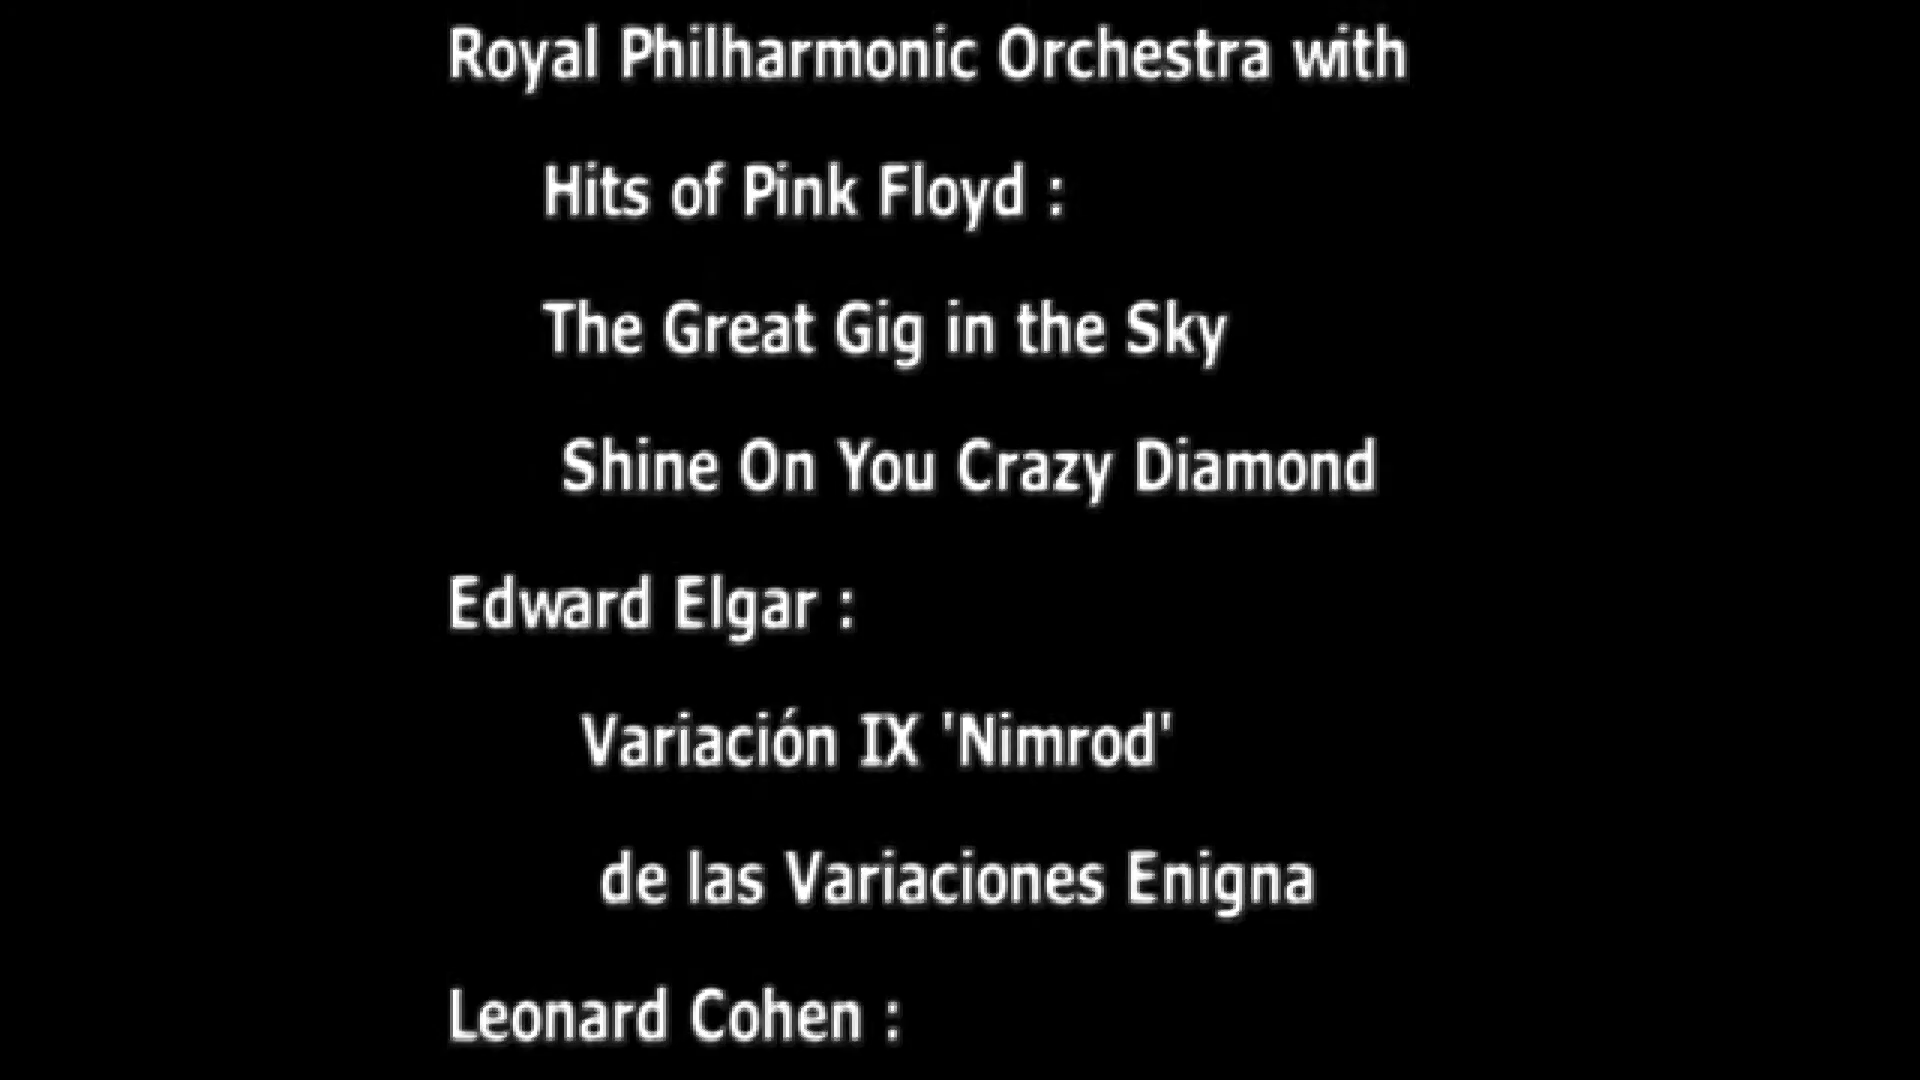 Royal Philharmonic Orchestra with
Hits of Pink Floyd :
The Great Gig in the Sky
Shine On You Crazy Diamond
Edward Elgar :
Variación IX 'Nimrod'
de las Variaciones Enigna
Leonard Cohen :